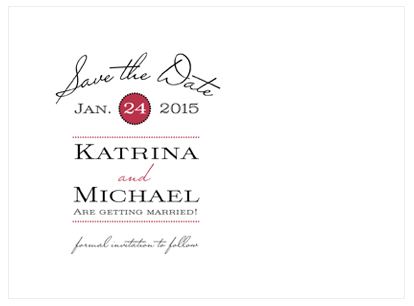 Save the Date
JAN. 24 2015
KATRINA
and
MICHAEL
ARE GETTING MARRIED!
formal invitation to follow